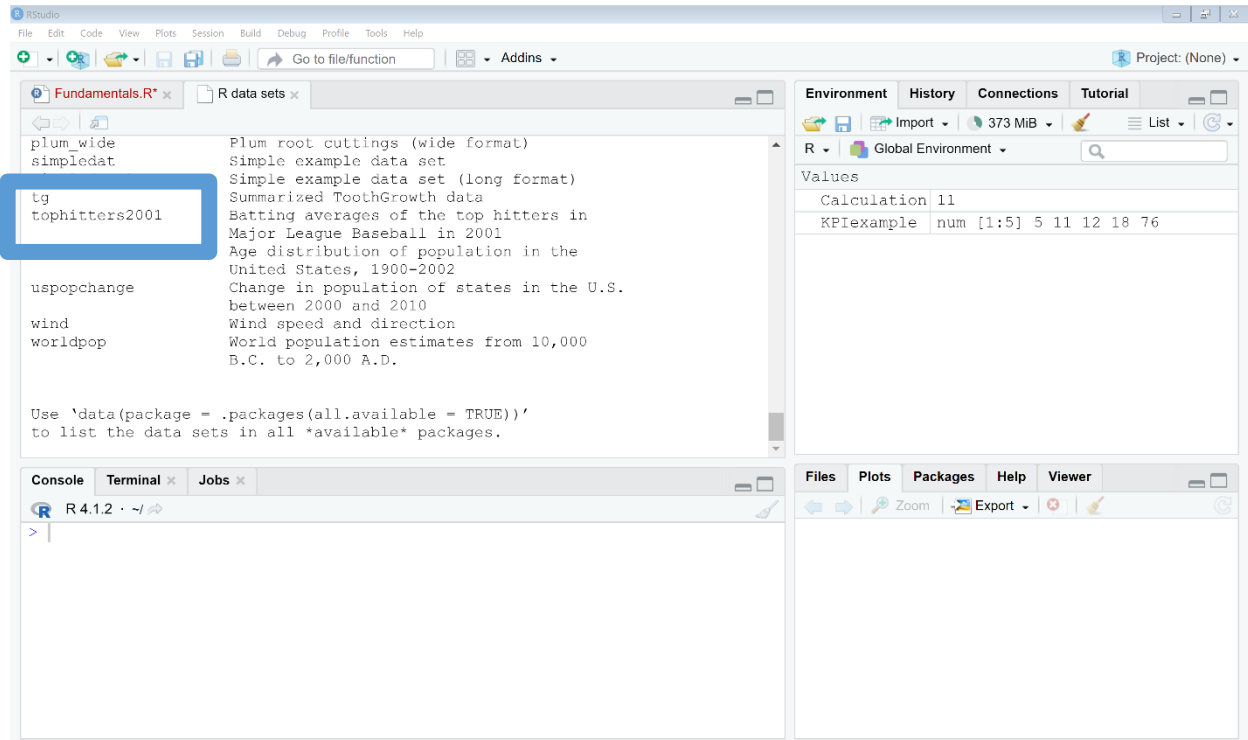 RStudio
File Edit Code View Plots Session Build Debug Profile Tools Help
Go to file/function Addins Project: (None)
Fundamentals.R* R data sets
plum_wide Plum root cuttings (wide format)
simpledat Simple example data set
Simple example data set (long format)
tg Summarized ToothGrowth data
tophitters2001 Batting averages of the top hitters in
Major League Baseball in 2001
Age distribution of population in the
United States, 1900-2002
uspopchange Change in population of states in the U.S.
between 2000 and 2010
wind Wind speed and direction
worldpop World population estimates from 10,000
B.C. to 2,000 A.D.
Use ‘data(package = .packages(all.available = TRUE))’
to list the data sets in all *available* packages.
Console Terminal Jobs
R 4.1.2 · ~/
>
Environment History Connections Tutorial
Import 373 MiB List
R Global Environment
Values
Calculation 11
KPIexample num [1:5] 5 11 12 18 76
Files Plots Packages Help Viewer
Zoom Export